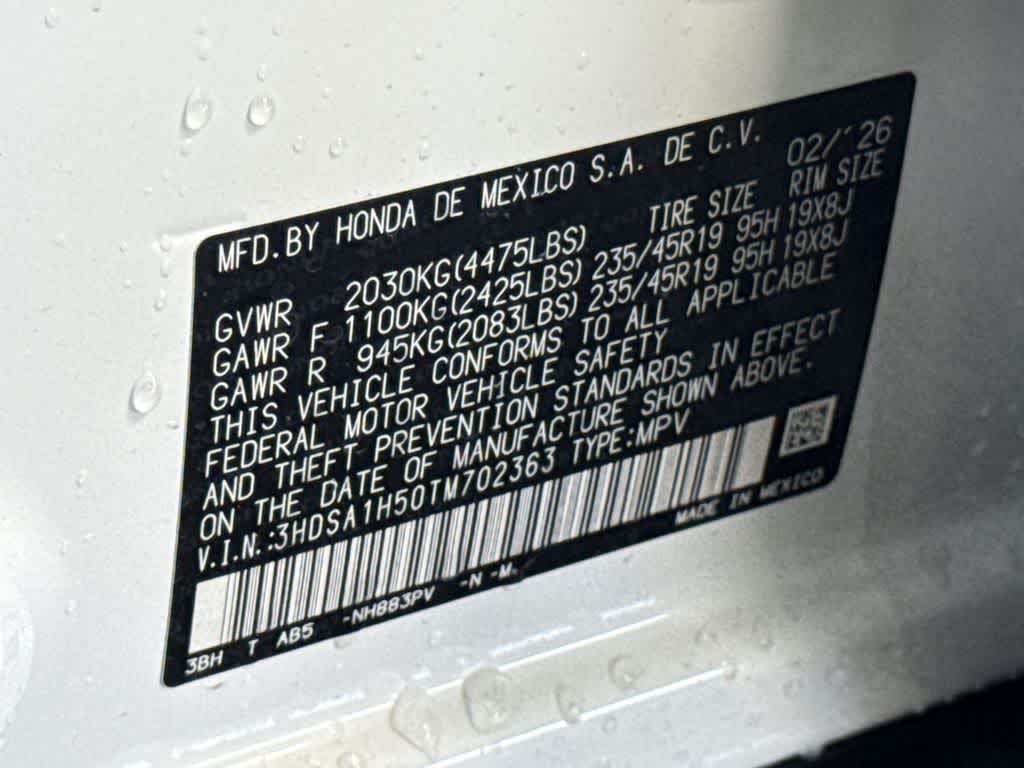 MFD.BY HONDA DE MEXICO S.A. DE C.V. 02/'26
GVWR 2030KG(4475LBS) TIRE SIZE RIM SIZE
GAWR F 1100KG(2425LBS) 235/45R19 95H 19X8J
GAWR R 945KG(2083LBS) 235/45R19 95H 19X8J
THIS VEHICLE CONFORMS TO ALL APPLICABLE
FEDERAL MOTOR VEHICLE SAFETY
AND THEFT PREVENTION STANDARDS IN EFFECT
ON THE DATE OF MANUFACTURE SHOWN ABOVE.
V.I.N.:3HDSA1H50TM702363 TYPE:MPV
MADE IN MEXICO
3BH T AB5 -NH883PV -N -M.